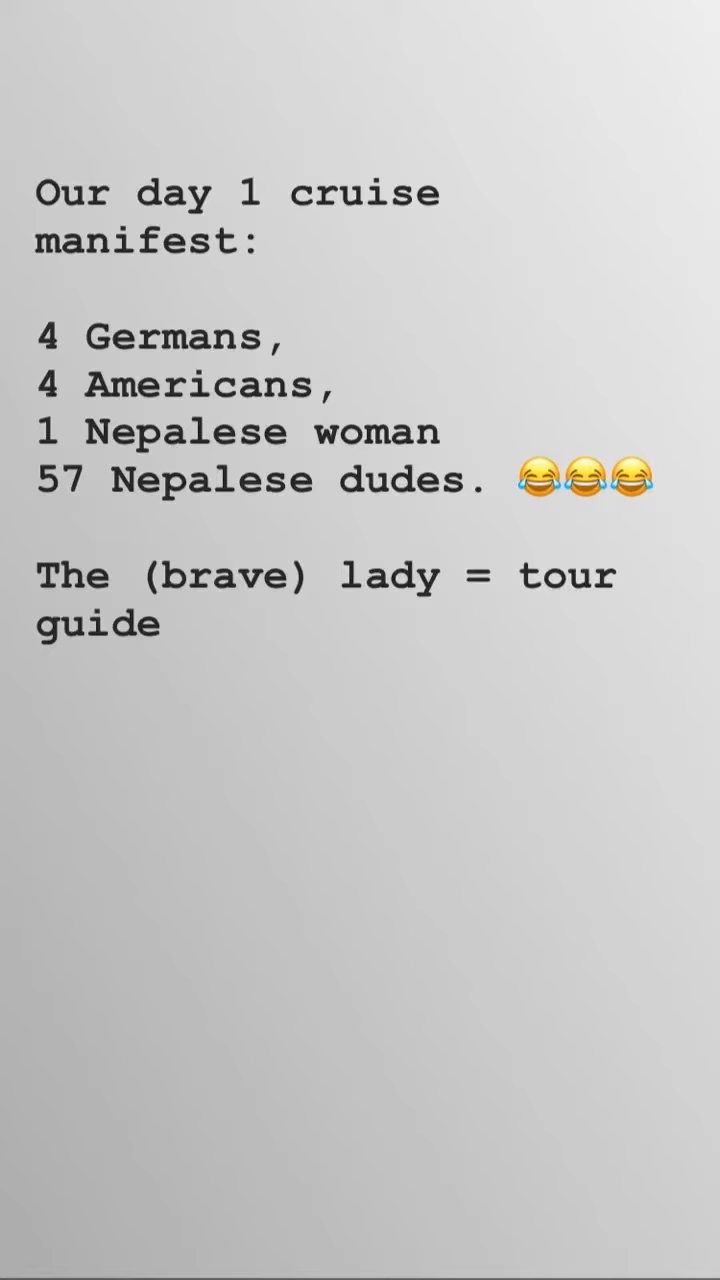 Our day 1 cruise
manifest:
4 Germans,
4 Americans,
1 Nepalese woman
57 Nepalese dudes. 😂😂😂
The (brave) lady = tour
guide